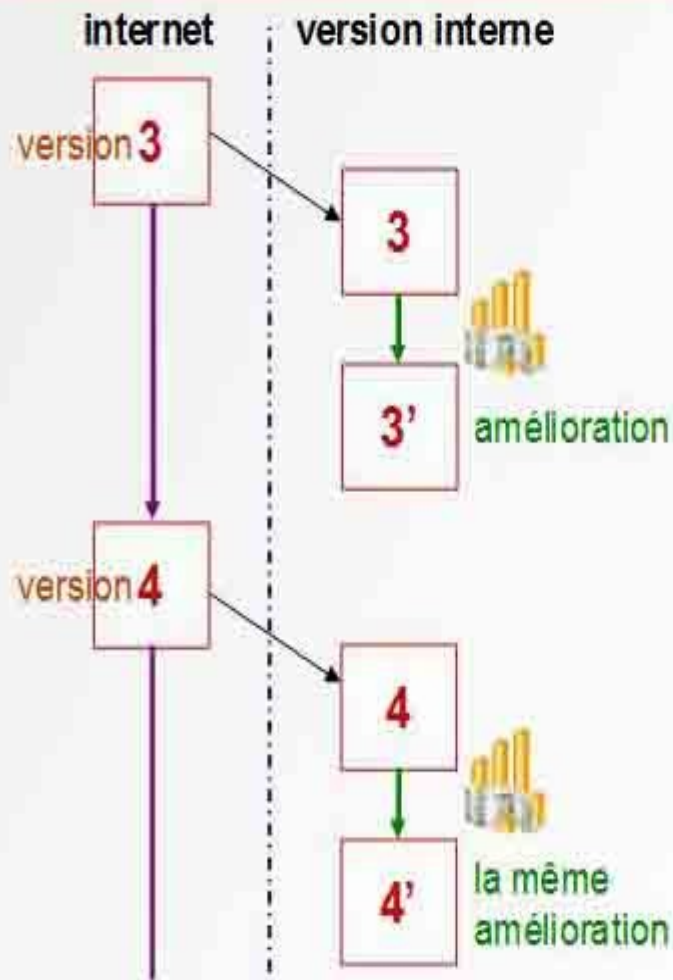 internet
version interne
version 3
3
3'
amélioration
version 4
4
4'
la même
amélioration